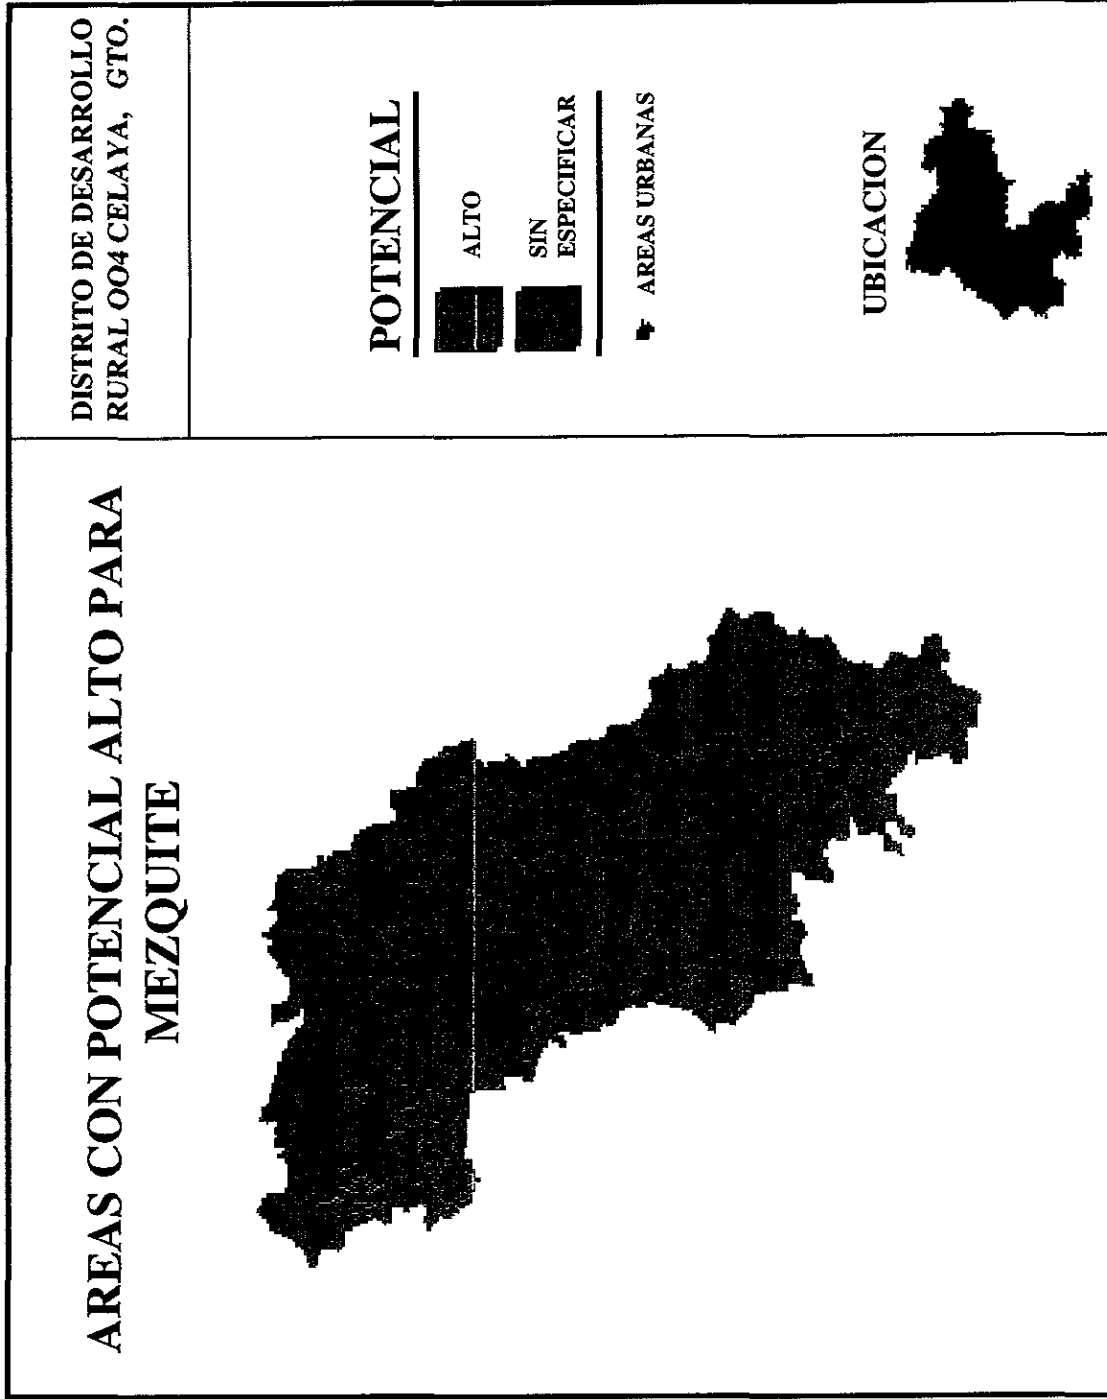 AREAS CON POTENCIAL ALTO PARA
MEZQUITE
DISTRITO DE DESARROLLO
RURAL OO4 CELAYA, GTO.
POTENCIAL
ALTO
SIN
ESPECIFICAR
AREAS URBANAS
UBICACION